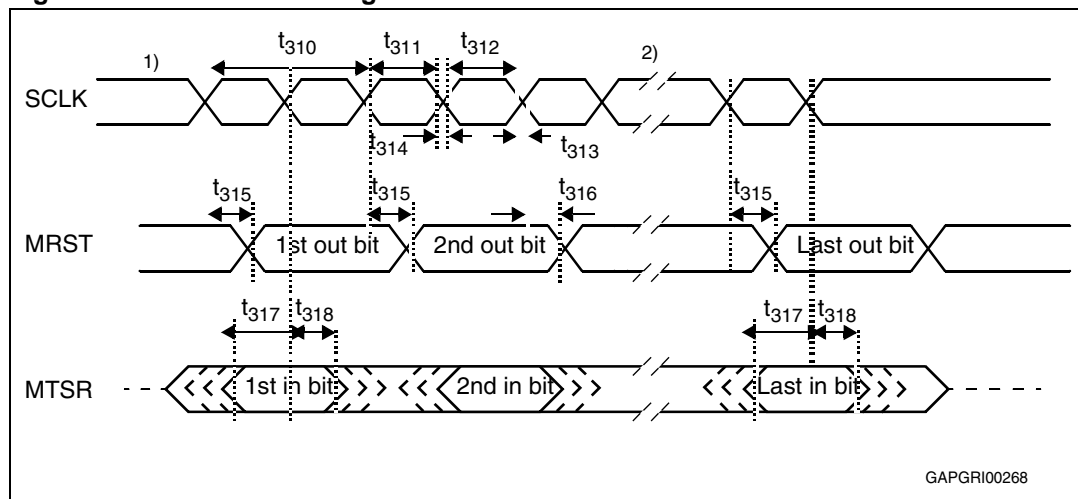 1)
t310
t311
t312
2)
SCLK
t314
t313
t315
t315
t316
t315
MRST
1st out bit
2nd out bit
Last out bit
t317
t318
t317
t318
MTSR
1st in bit
2nd in bit
Last in bit
GAPGRI00268